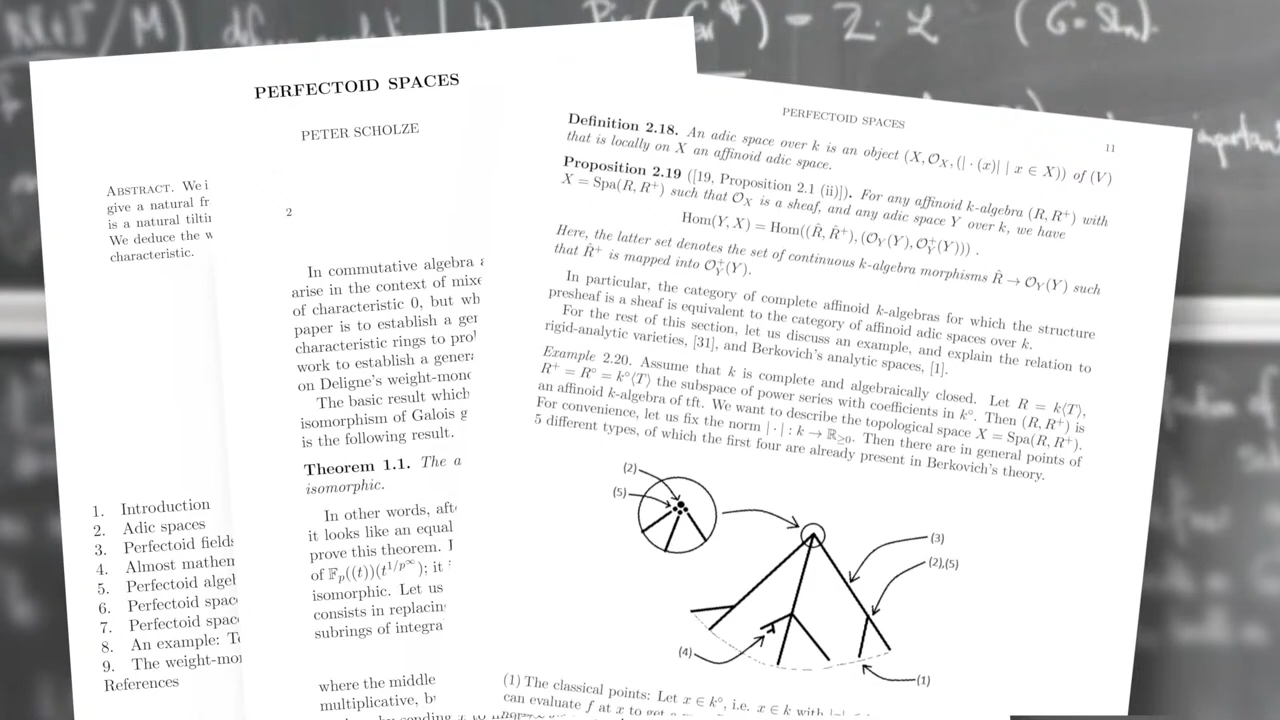 PERFECTOID SPACES
PETER SCHOLZE
ABSTRACT. We i
give a natural fr
is a natural tiltin
We deduce the w
characteristic.
1. Introduction
2. Adic spaces
3. Perfectoid fields
4. Almost mathem
5. Perfectoid algel
6. Perfectoid spac
7. Perfectoid spac
8. An example: To
9. The weight-mon
References
2
In commutative algebra a
arise in the context of mixe
of characteristic 0, but wh
paper is to establish a gen
characteristic rings to prol
work to establish a genera
on Deligne's weight-mono
The basic result which
isomorphism of Galois g
is the following result.
Theorem 1.1. The a
isomorphic.
In other words, afte
it looks like an equal
prove this theorem. I
of 𝔽ₚ((t))(t^{1/p^∞}); it
isomorphic. Let us
consists in replacin
subrings of integra
where the middle
multiplicative, by
PERFECTOID SPACES
11
Definition 2.18. An adic space over k is an object (X, O_X, (| · (x)| | x ∈ X)) of (V)
that is locally on X an affinoid adic space.
Proposition 2.19 ([19, Proposition 2.1 (ii)]). For any affinoid k-algebra (R, R⁺) with
X = Spa(R, R⁺) such that O_X is a sheaf, and any adic space Y over k, we have
Hom(Y, X) = Hom((R̂, R̂⁺), (O_Y(Y), O_Y⁺(Y))) .
Here, the latter set denotes the set of continuous k-algebra morphisms R̂ → O_Y(Y) such
that R̂⁺ is mapped into O_Y⁺(Y).
In particular, the category of complete affinoid k-algebras for which the structure
presheaf is a sheaf is equivalent to the category of affinoid adic spaces over k.
For the rest of this section, let us discuss an example, and explain the relation to
rigid-analytic varieties, [31], and Berkovich's analytic spaces, [1].
Example 2.20. Assume that k is complete and algebraically closed. Let R = k⟨T⟩,
R⁺ = R° = k°⟨T⟩ the subspace of power series with coefficients in k°. Then (R, R⁺) is
an affinoid k-algebra of tft. We want to describe the topological space X = Spa(R, R⁺).
For convenience, let us fix the norm | · | : k → ℝ≥0. Then there are in general points of
5 different types, of which the first four are already present in Berkovich's theory.
(2)
(5)
(3)
(2),(5)
(4)
(1)
(1) The classical points: Let x ∈ k°, i.e. x ∈ k with
can evaluate f at x to get a